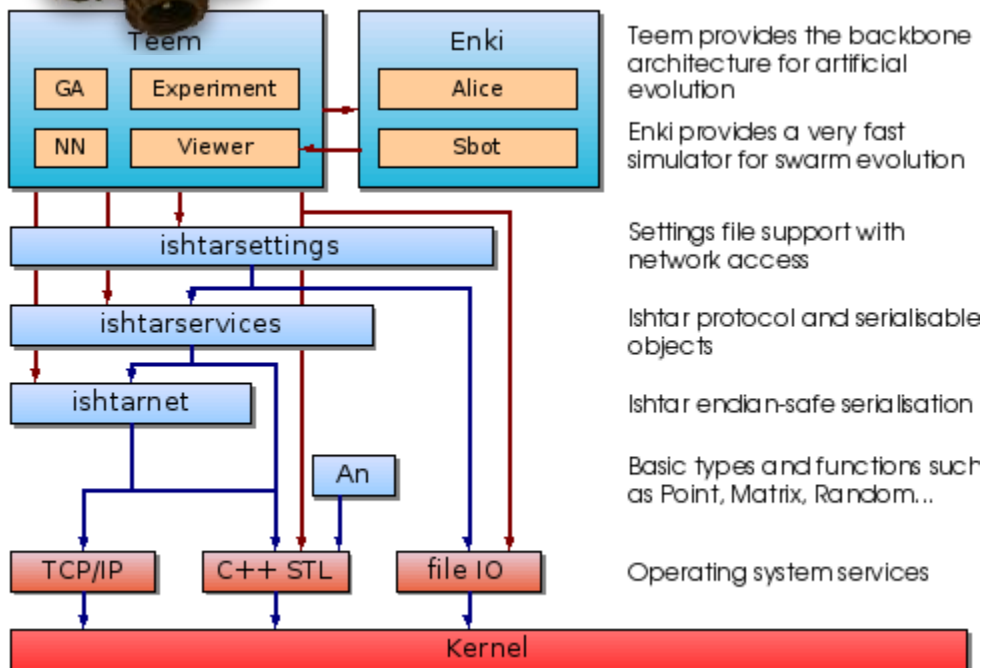 Teem
Enki
GA
Experiment
Alice
NN
Viewer
Sbot
Teem provides the backbone
architecture for artificial
evolution
Enki provides a very fast
simulator for swarm evolution
ishtarsettings
Settings file support with
network access
ishtarservices
Ishtar protocol and serialisable
objects
ishtarnet
Ishtar endian-safe serialisation
An
Basic types and functions such
as Point, Matrix, Random...
TCP/IP
C++ STL
file IO
Operating system services
Kernel